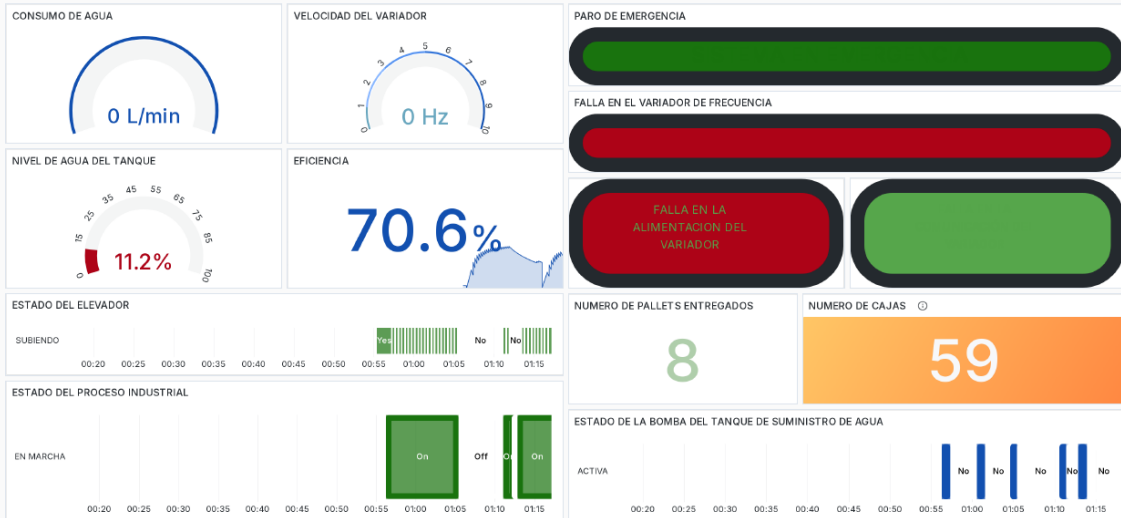 CONSUMO DE AGUA
0 L/min
VELOCIDAD DEL VARIADOR
0 1 2 3 4 5 6 7 8 9 10
0 Hz
PARO DE EMERGENCIA
FALLA EN EL VARIADOR DE FRECUENCIA
NIVEL DE AGUA DEL TANQUE
0 15 25 35 45 55 65 75 85 100
11.2%
EFICIENCIA
70.6%
FALLA EN LA
ALIMENTACION DEL
VARIADOR
ESTADO DEL ELEVADOR
SUBIENDO
Yes No No
00:20 00:25 00:30 00:35 00:40 00:45 00:50 00:55 01:00 01:05 01:10 01:15
NUMERO DE PALLETS ENTREGADOS
8
NUMERO DE CAJAS
59
ESTADO DEL PROCESO INDUSTRIAL
EN MARCHA
On Off On
00:20 00:25 00:30 00:35 00:40 00:45 00:50 00:55 01:00 01:05 01:10 01:15
ESTADO DE LA BOMBA DEL TANQUE DE SUMINISTRO DE AGUA
ACTIVA
No No No No No
00:20 00:25 00:30 00:35 00:40 00:45 00:50 00:55 01:00 01:05 01:10 01:15